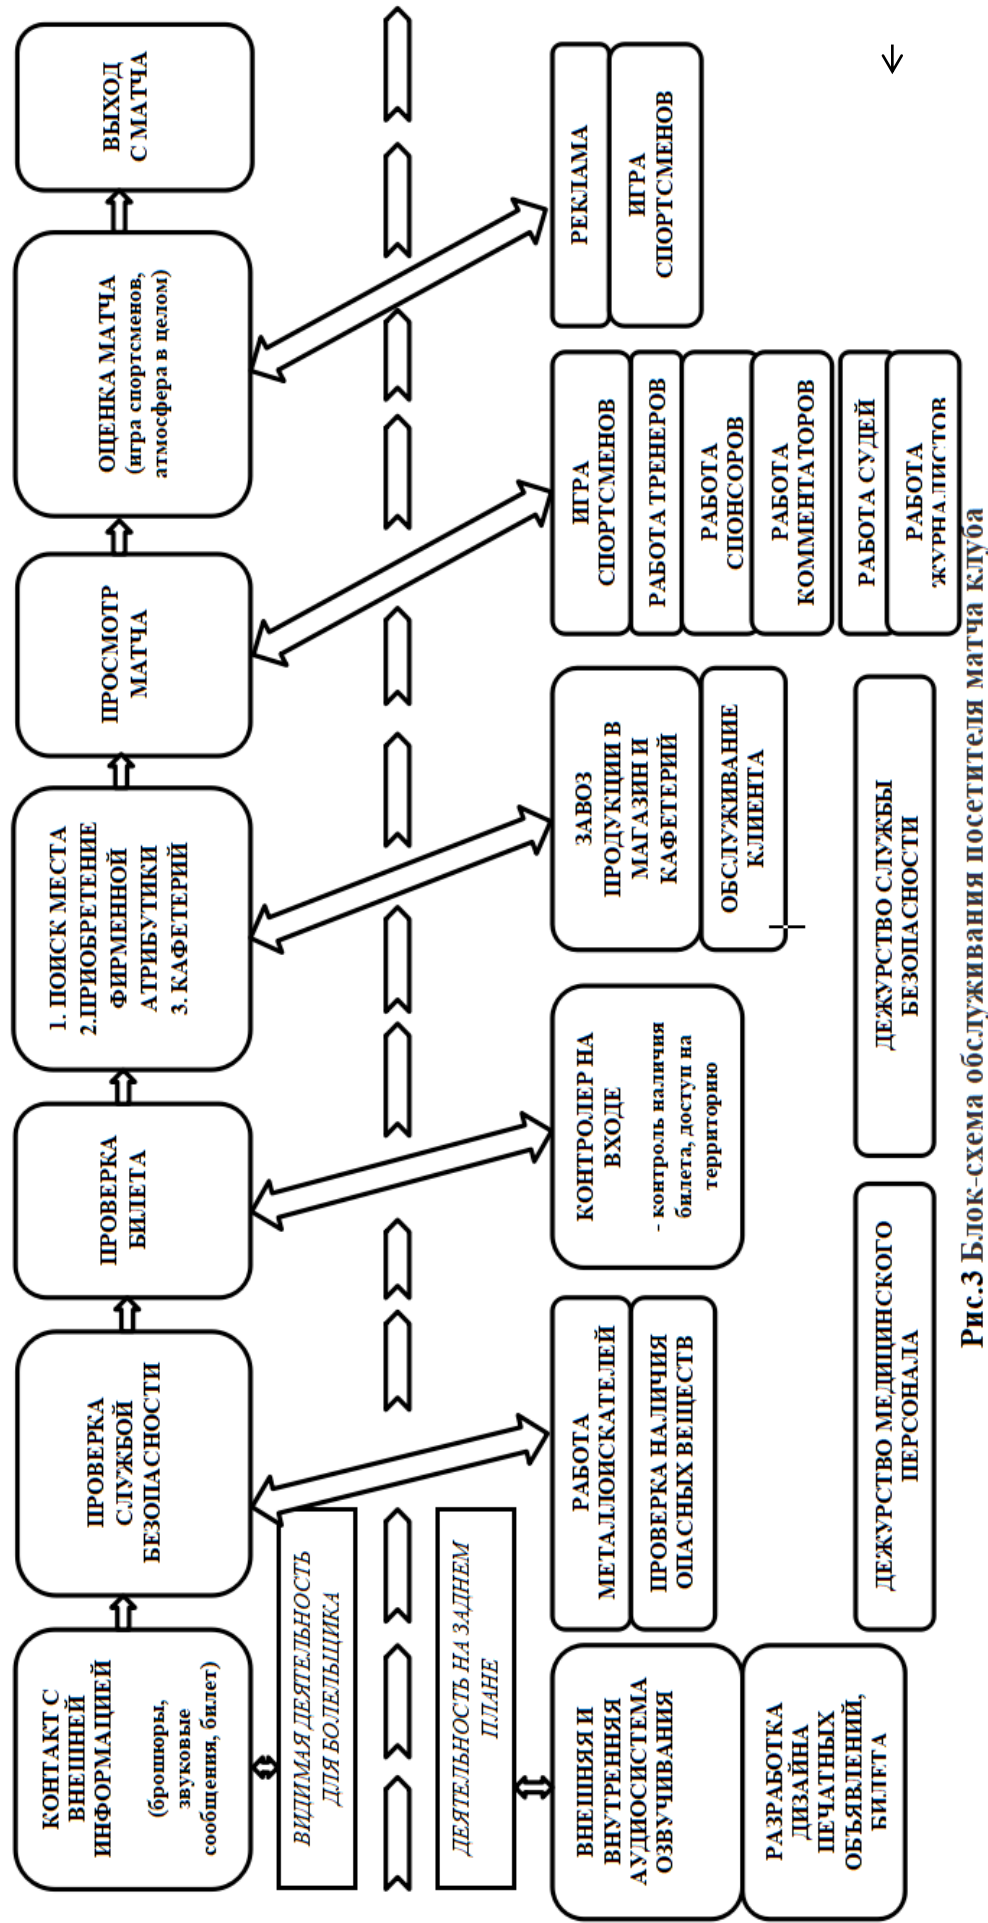 КОНТАКТ С
ВНЕШНЕЙ
ИНФОРМАЦИЕЙ
(брошюры,
звуковые
сообщения, билет)
ПРОВЕРКА
СЛУЖБОЙ
БЕЗОПАСНОСТИ
ПРОВЕРКА
БИЛЕТА
1. ПОИСК МЕСТА
2.ПРИОБРЕТЕНИЕ
ФИРМЕННОЙ
АТРИБУТИКИ
3. КАФЕТЕРИЙ
ПРОСМОТР
МАТЧА
ОЦЕНКА МАТЧА
(игра спортсменов,
атмосфера в целом)
ВЫХОД
С МАТЧА
ВИДИМАЯ ДЕЯТЕЛЬНОСТЬ
ДЛЯ БОЛЕЛЬЩИКА
ДЕЯТЕЛЬНОСТЬ НА ЗАДНЕМ
ПЛАНЕ
ВНЕШНЯЯ И
ВНУТРЕННЯЯ
АУДИОСИСТЕМА
ОЗВУЧИВАНИЯ
РАЗРАБОТКА
ДИЗАЙНА
ПЕЧАТНЫХ
ОБЪЯВЛЕНИЙ,
БИЛЕТА
РАБОТА
МЕТАЛЛОИСКАТЕЛЕЙ
ПРОВЕРКА НАЛИЧИЯ
ОПАСНЫХ ВЕЩЕСТВ
КОНТРОЛЕР НА
ВХОДЕ
- контроль наличия
билета, доступ на
территорию
ЗАВОЗ
ПРОДУКЦИИ В
МАГАЗИН И
КАФЕТЕРИЙ
ОБСЛУЖИВАНИЕ
КЛИЕНТА
ИГРА
СПОРТСМЕНОВ
РАБОТА ТРЕНЕРОВ
РАБОТА
СПОНСОРОВ
РАБОТА
КОММЕНТАТОРОВ
РАБОТА СУДЕЙ
РАБОТА
ЖУРНАЛИСТОВ
РЕКЛАМА
ИГРА
СПОРТСМЕНОВ
ДЕЖУРСТВО МЕДИЦИНСКОГО
ПЕРСОНАЛА
ДЕЖУРСТВО СЛУЖБЫ
БЕЗОПАСНОСТИ
Рис.3 Блок-схема обслуживания посетителя матча клуба